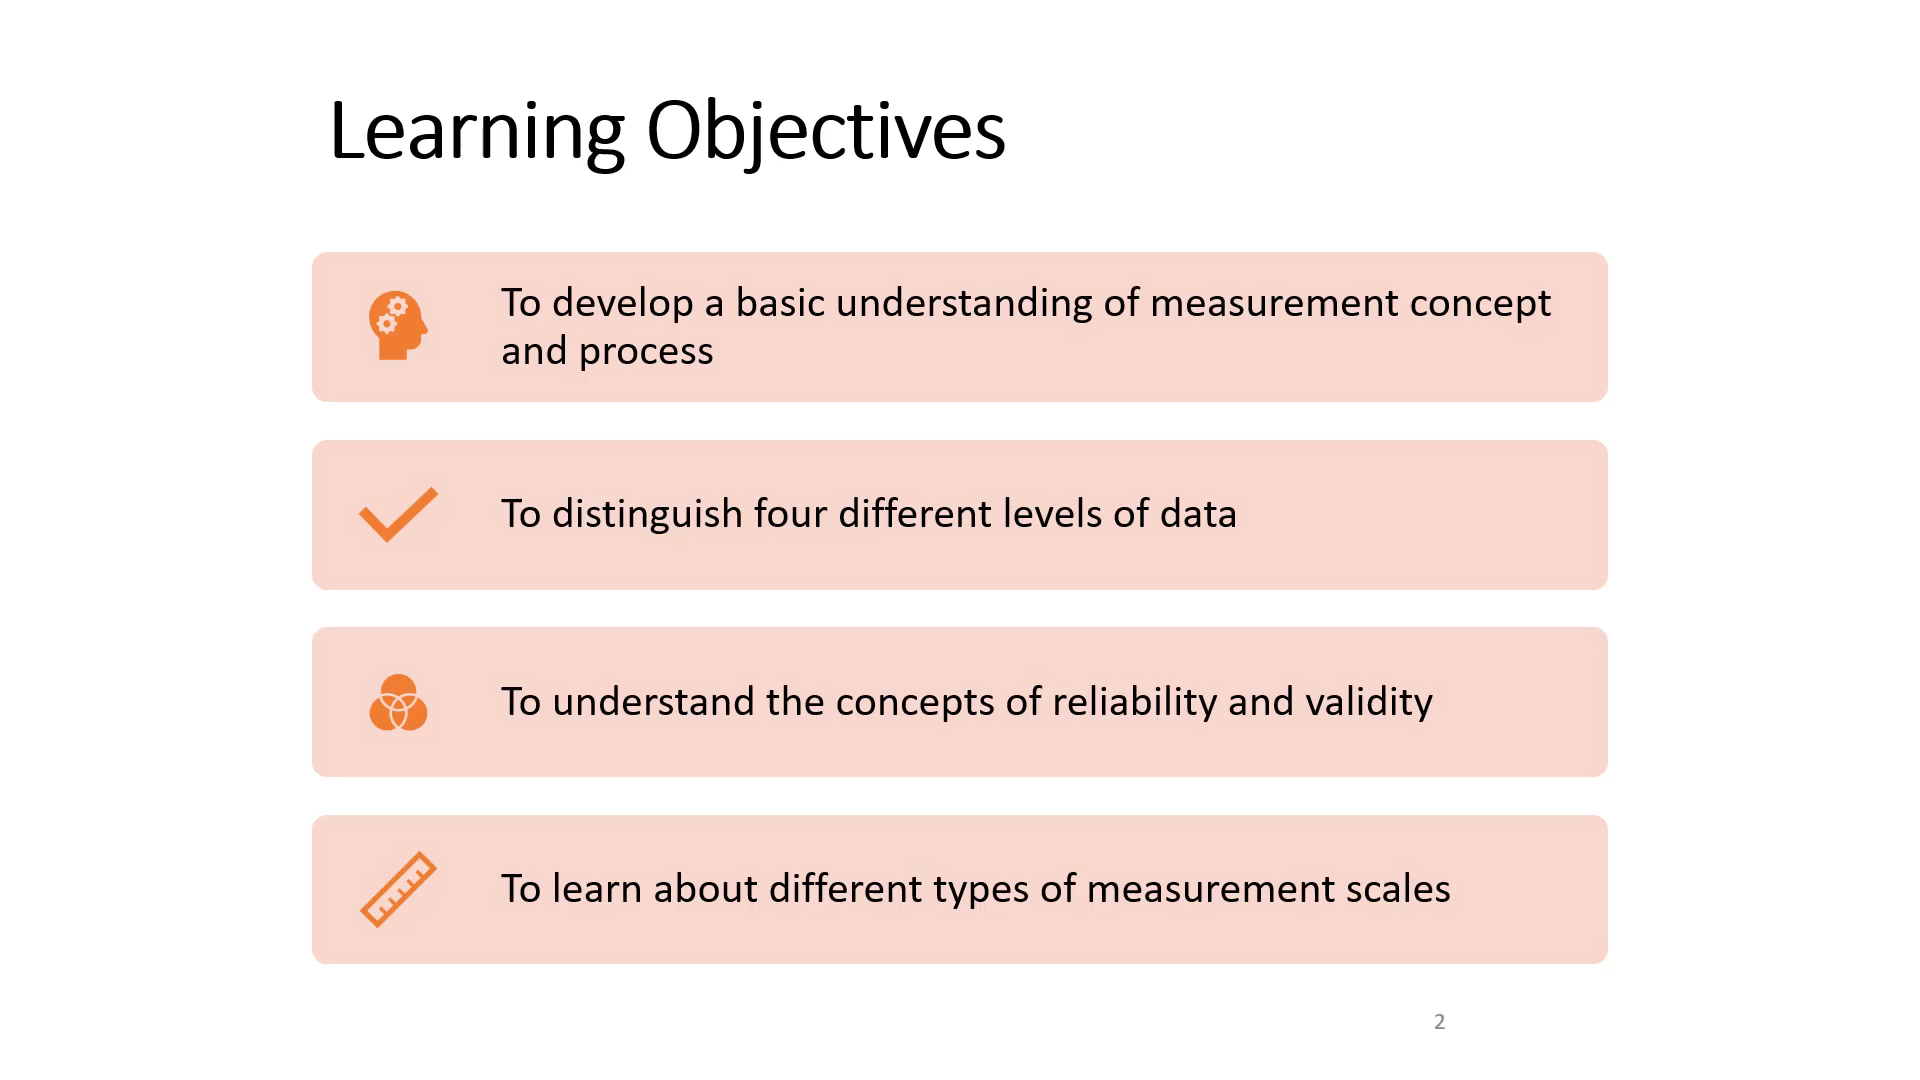 Learning Objectives
To develop a basic understanding of measurement concept
and process
To distinguish four different levels of data
To understand the concepts of reliability and validity
To learn about different types of measurement scales
2